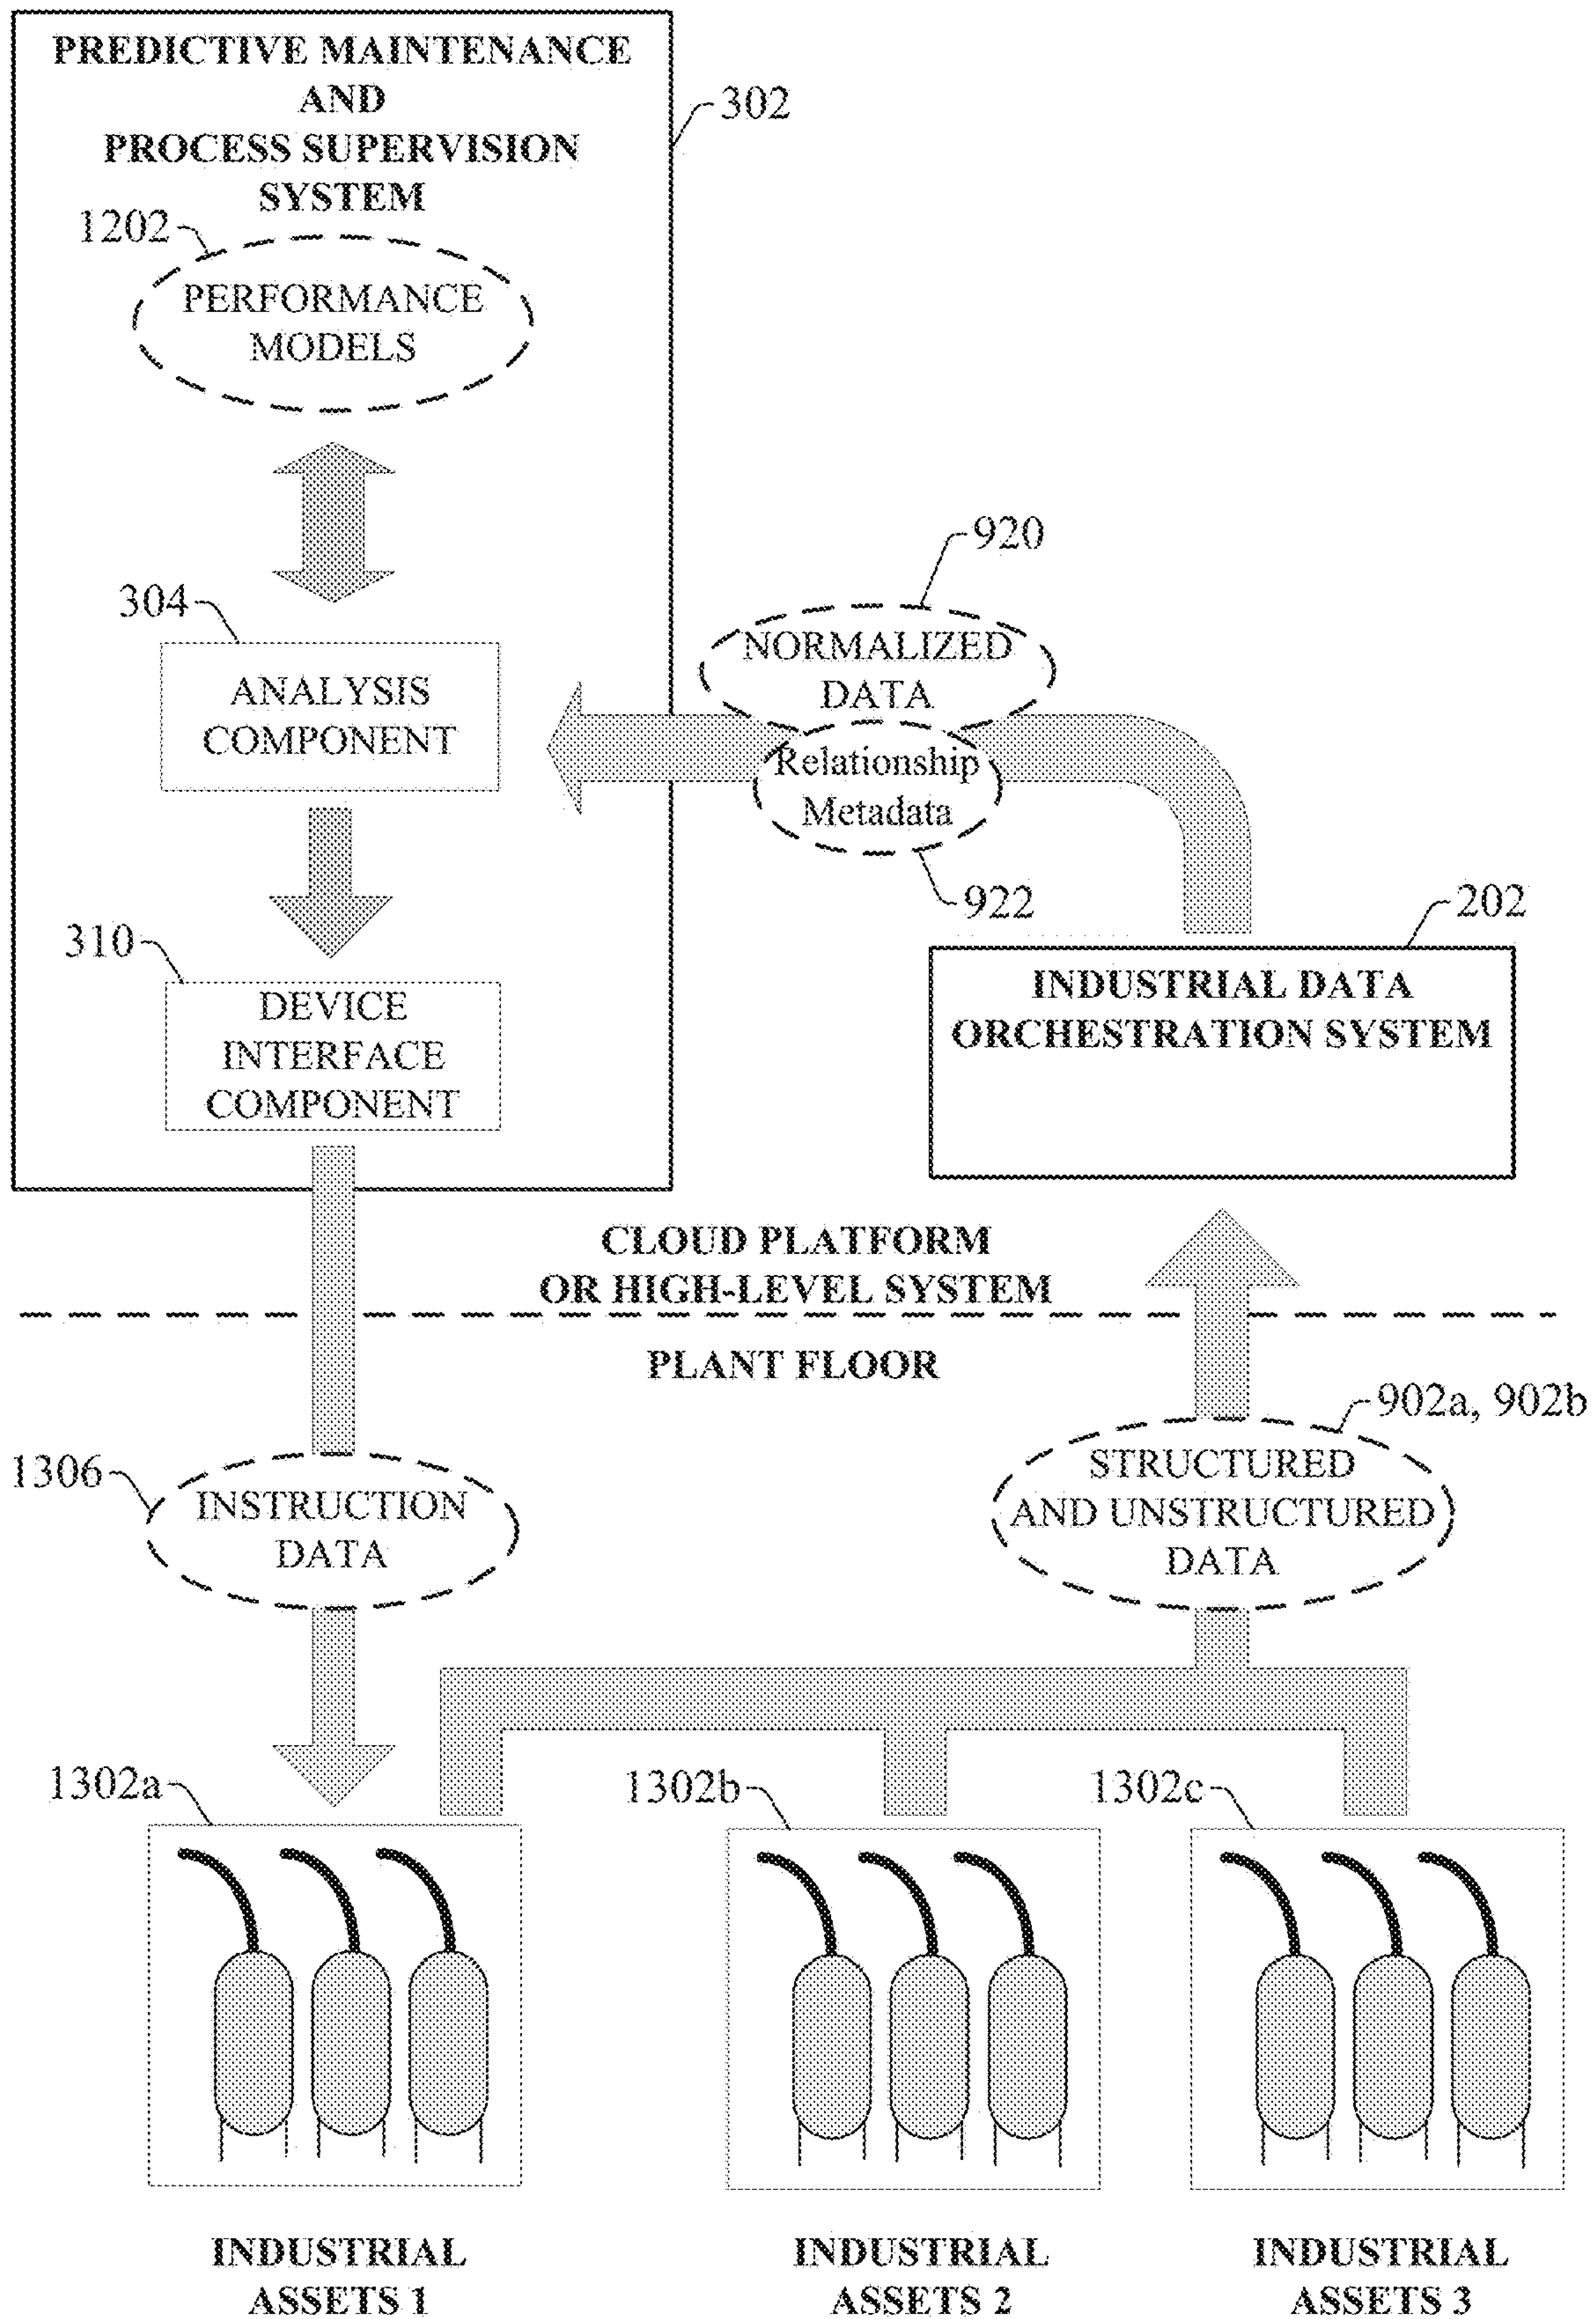 PREDICTIVE MAINTENANCE
AND
PROCESS SUPERVISION
SYSTEM
302
1202
PERFORMANCE
MODELS
920
304
NORMALIZED
DATA
ANALYSIS
COMPONENT
Relationship
Metadata
922
202
310
INDUSTRIAL DATA
ORCHESTRATION SYSTEM
DEVICE
INTERFACE
COMPONENT
CLOUD PLATFORM
OR HIGH-LEVEL SYSTEM
PLANT FLOOR
902a, 902b
1306
STRUCTURED
AND UNSTRUCTURED
DATA
INSTRUCTION
DATA
1302a
1302b
1302c
INDUSTRIAL
ASSETS 1
INDUSTRIAL
ASSETS 2
INDUSTRIAL
ASSETS 3